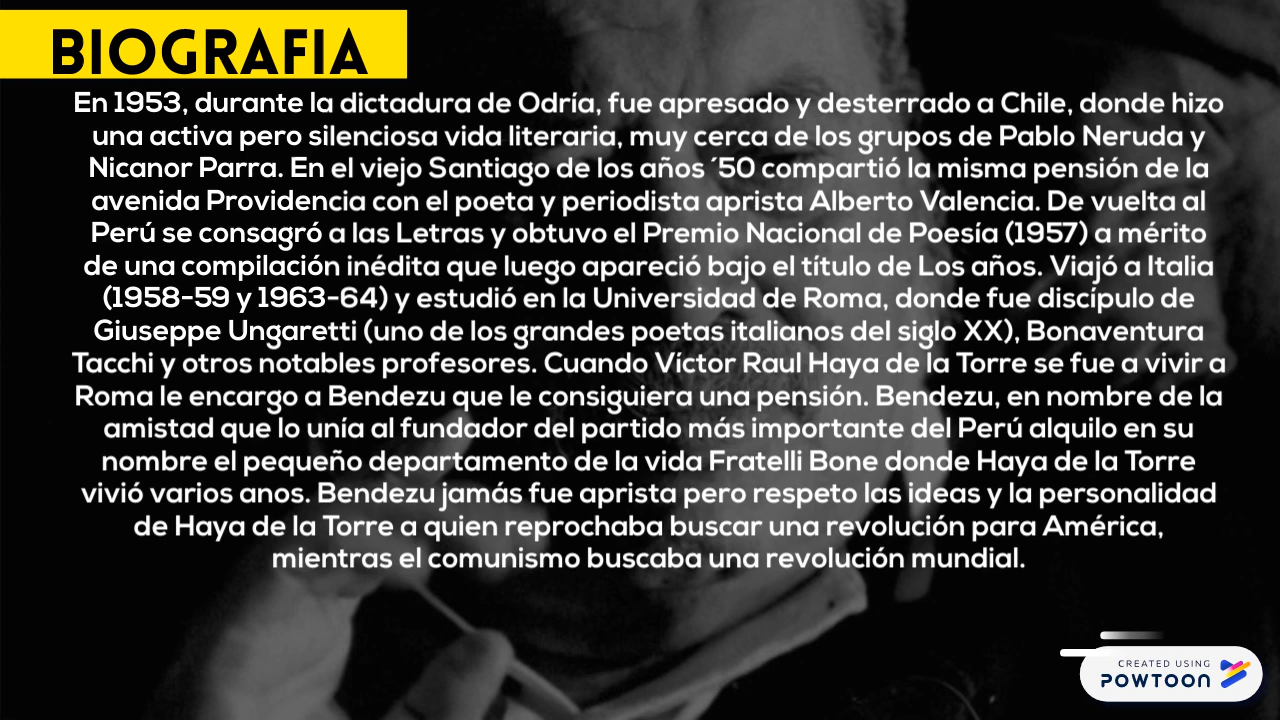 BIOGRAFIA
En 1953, durante la dictadura de Odría, fue apresado y desterrado a Chile, donde hizo
una activa pero silenciosa vida literaria, muy cerca de los grupos de Pablo Neruda y
Nicanor Parra. En el viejo Santiago de los años ´50 compartió la misma pensión de la
avenida Providencia con el poeta y periodista aprista Alberto Valencia. De vuelta al
Perú se consagró a las Letras y obtuvo el Premio Nacional de Poesía (1957) a mérito
de una compilación inédita que luego apareció bajo el título de Los años. Viajó a Italia
(1958-59 y 1963-64) y estudió en la Universidad de Roma, donde fue discípulo de
Giuseppe Ungaretti (uno de los grandes poetas italianos del siglo XX), Bonaventura
Tacchi y otros notables profesores. Cuando Víctor Raul Haya de la Torre se fue a vivir a
Roma le encargo a Bendezu que le consiguiera una pensión. Bendezu, en nombre de la
amistad que lo unía al fundador del partido más importante del Perú alquilo en su
nombre el pequeño departamento de la vida Fratelli Bone donde Haya de la Torre
vivió varios anos. Bendezu jamás fue aprista pero respeto las ideas y la personalidad
de Haya de la Torre a quien reprochaba buscar una revolución para América,
mientras el comunismo buscaba una revolución mundial.
CREATED USING
POWTOON